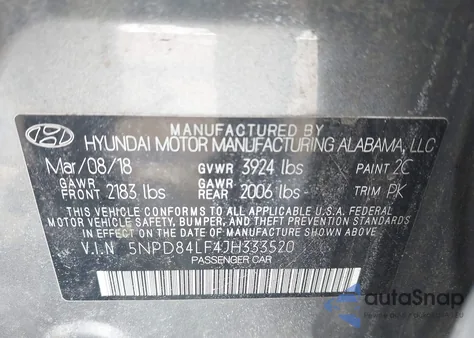 MANUFACTURED BY
HYUNDAI MOTOR MANUFACTURING ALABAMA, LLC
Mar/08/18 GVWR 3924 lbs PAINT 2C
GAWR FRONT 2183 lbs GAWR REAR 2006 lbs TRIM PK
THIS VEHICLE CONFORMS TO ALL APPLICABLE U.S.A. FEDERAL
MOTOR VEHICLE SAFETY, BUMPER, AND THEFT PREVENTION STANDARDS
IN EFFECT ON THE DATE OF MANUFACTURE SHOWN ABOVE.
V.I.N. 5NPD84LF4JH333520
PASSENGER CAR
autoSnap